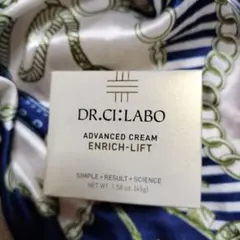 DR.CI:LABO
ADVANCED CREAM
ENRICH-LIFT
SIMPLE + RESULT + SCIENCE
NET WT. 1.58 oz. (45g)